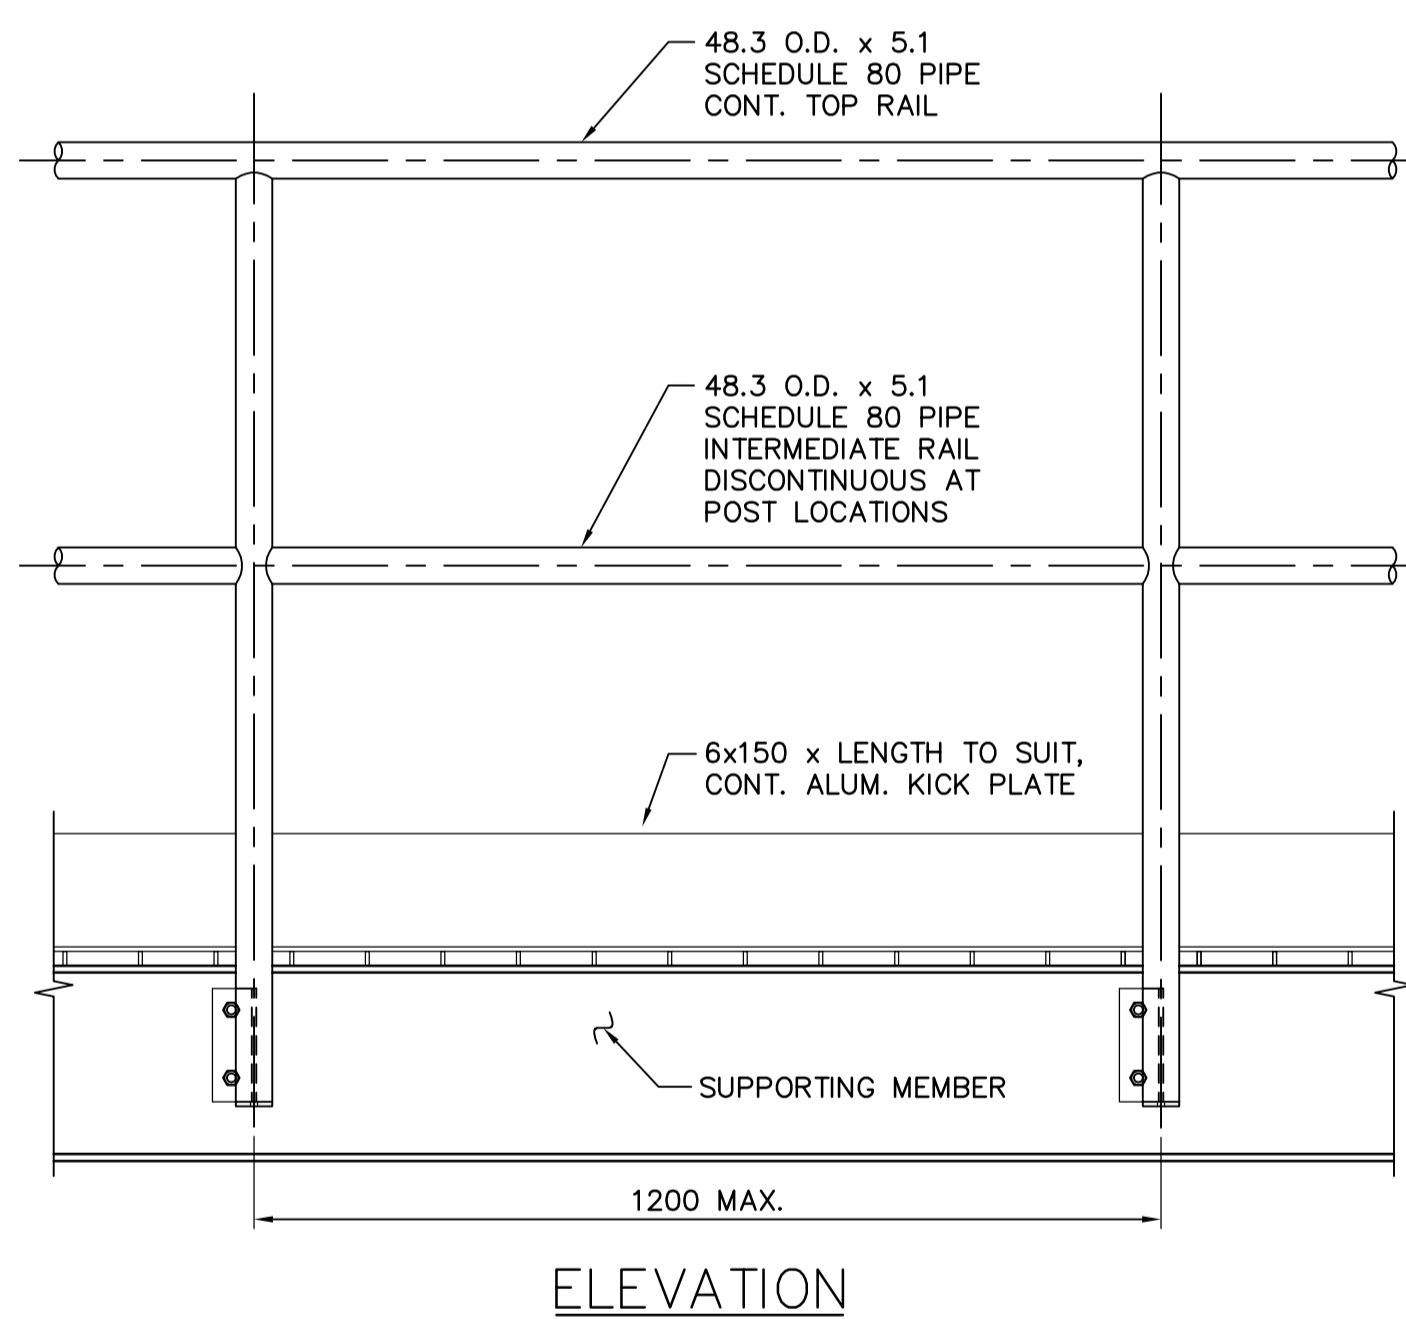 48.3 O.D. x 5.1
SCHEDULE 80 PIPE
CONT. TOP RAIL
48.3 O.D. x 5.1
SCHEDULE 80 PIPE
INTERMEDIATE RAIL
DISCONTINUOUS AT
POST LOCATIONS
6x150 x LENGTH TO SUIT,
CONT. ALUM. KICK PLATE
SUPPORTING MEMBER
1200 MAX.
ELEVATION